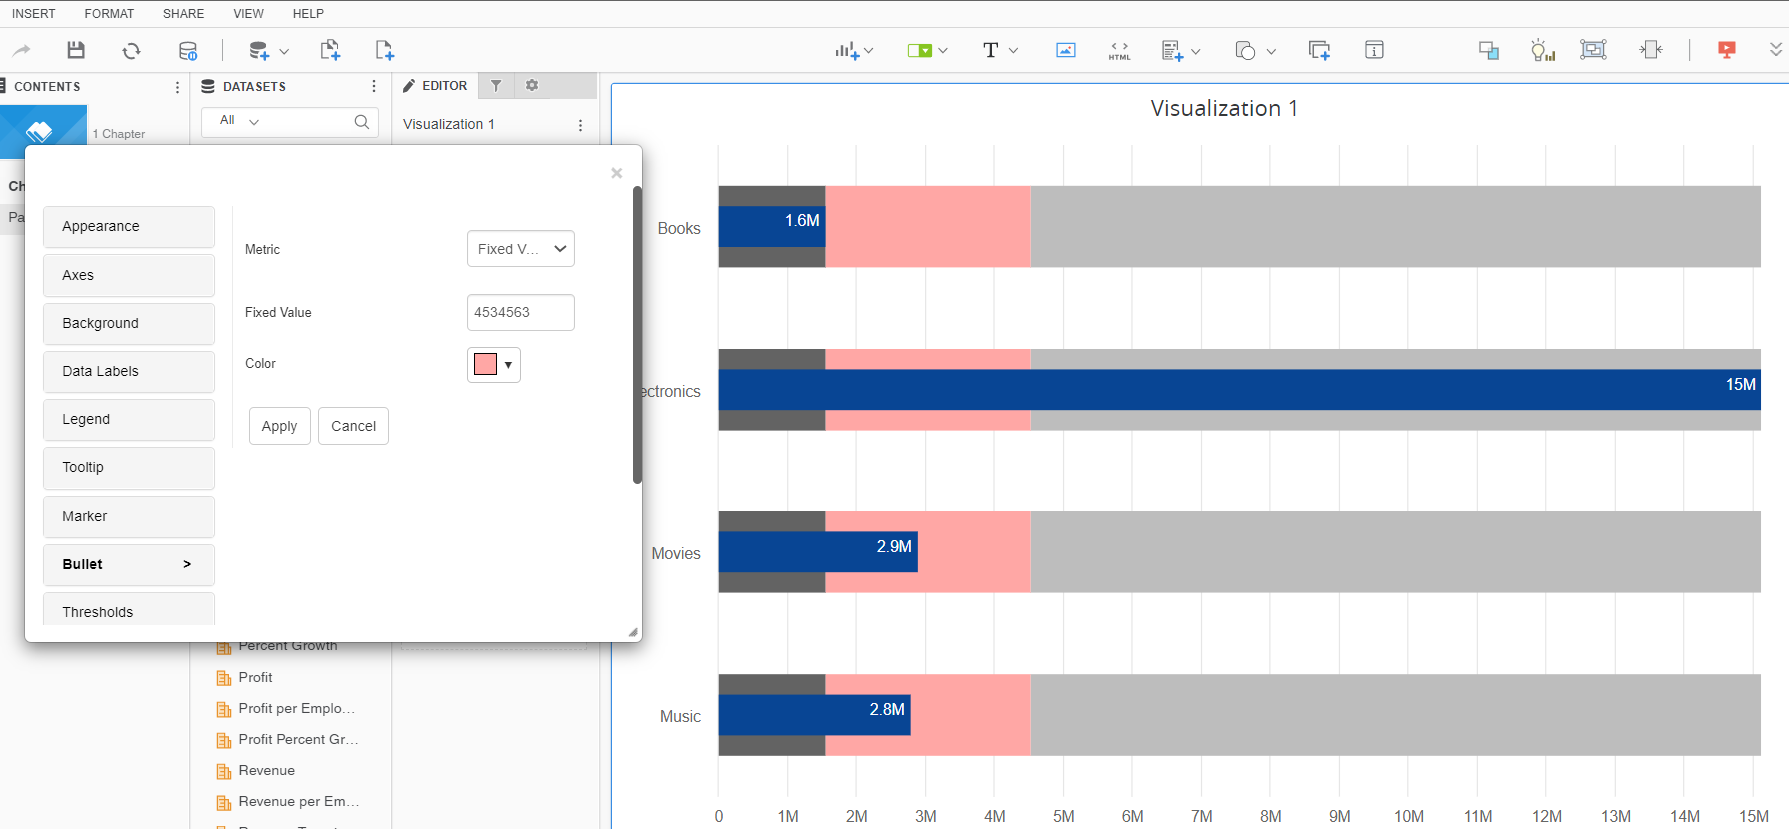 INSERT FORMAT SHARE VIEW HELP
HTML
CONTENTS
DATASETS
EDITOR
All
Visualization 1
1 Chapter
Ch
Pa
Appearance
Axes
Background
Data Labels
Legend
Tooltip
Marker
Bullet >
Thresholds
Metric
Fixed V...
Fixed Value
4534563
Color
Apply
Cancel
Percent Growth
Profit
Profit per Emplo...
Profit Percent Gr...
Revenue
Revenue per Em...
Visualization 1
Books
1.6M
ectronics
15M
Movies
2.9M
Music
2.8M
0 1M 2M 3M 4M 5M 6M 7M 8M 9M 10M 11M 12M 13M 14M 15M